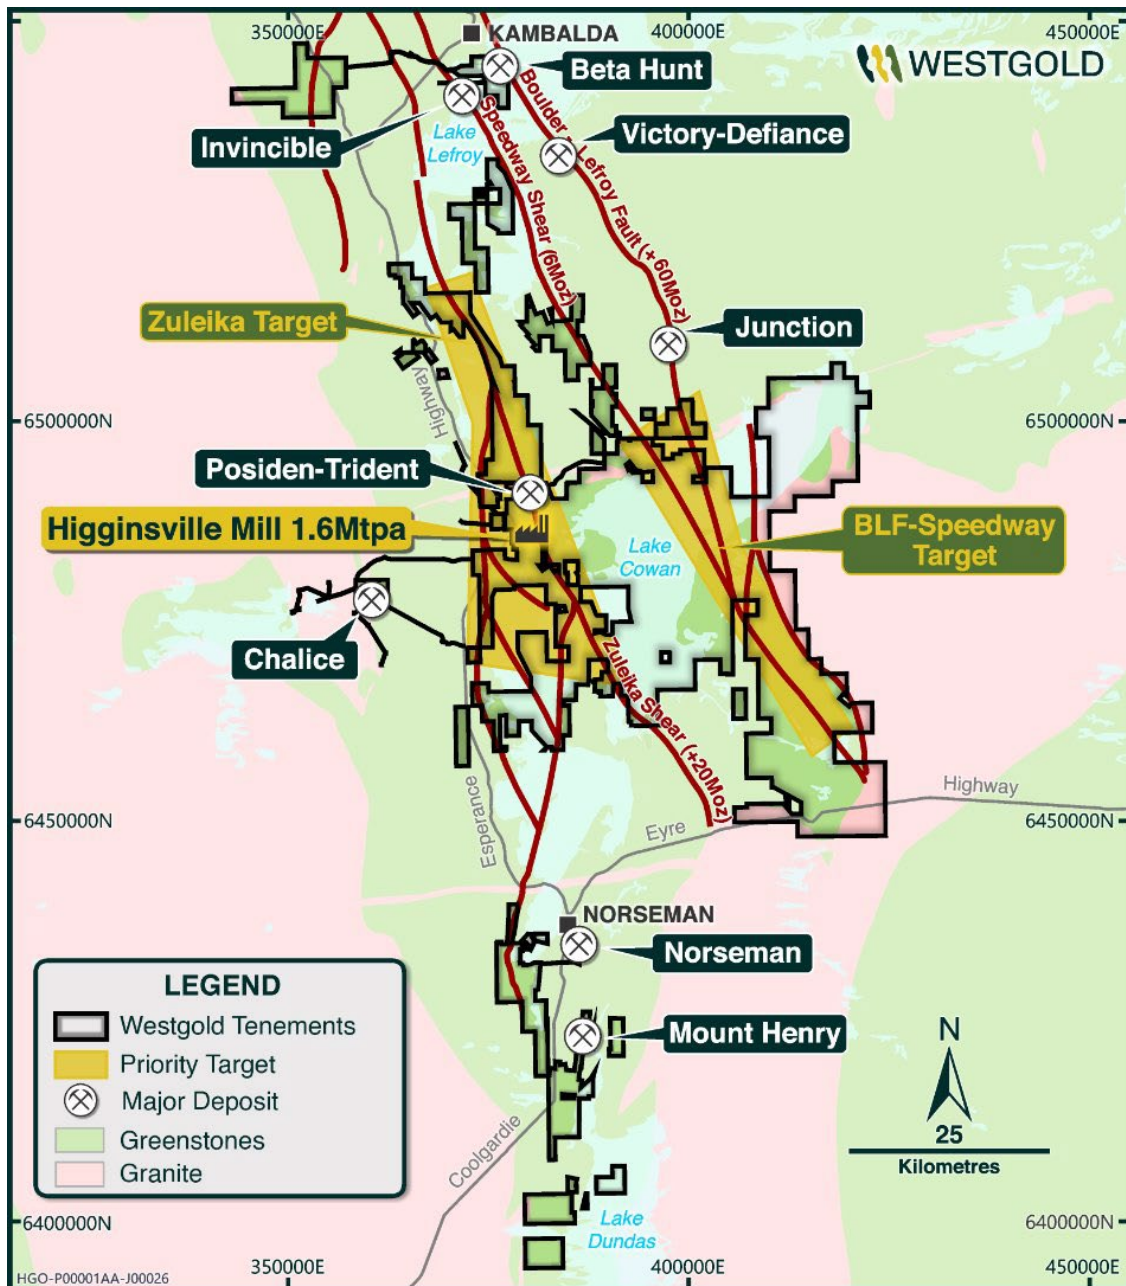 350000E
400000E
450000E
KAMBALDA
WESTGOLD
Beta Hunt
Invincible
Lake
Lefroy
Victory-Defiance
Boulder - Lefroy Fault (+60Moz)
Speedway Shear (6Moz)
Zuleika Target
Junction
Highway
6500000N
6500000N
Posiden-Trident
Higginsville Mill 1.6Mtpa
BLF-Speedway
Target
Lake
Cowan
Chalice
Zuleika Shear (+20Moz)
Esperance
Highway
Eyre
6450000N
6450000N
NORSEMAN
Norseman
Mount Henry
LEGEND
Westgold Tenements
Priority Target
Major Deposit
Greenstones
Granite
N
25
Kilometres
Coolgardie
Lake
Dundas
6400000N
6400000N
350000E
400000E
450000E
HGO-P00001AA-J00026